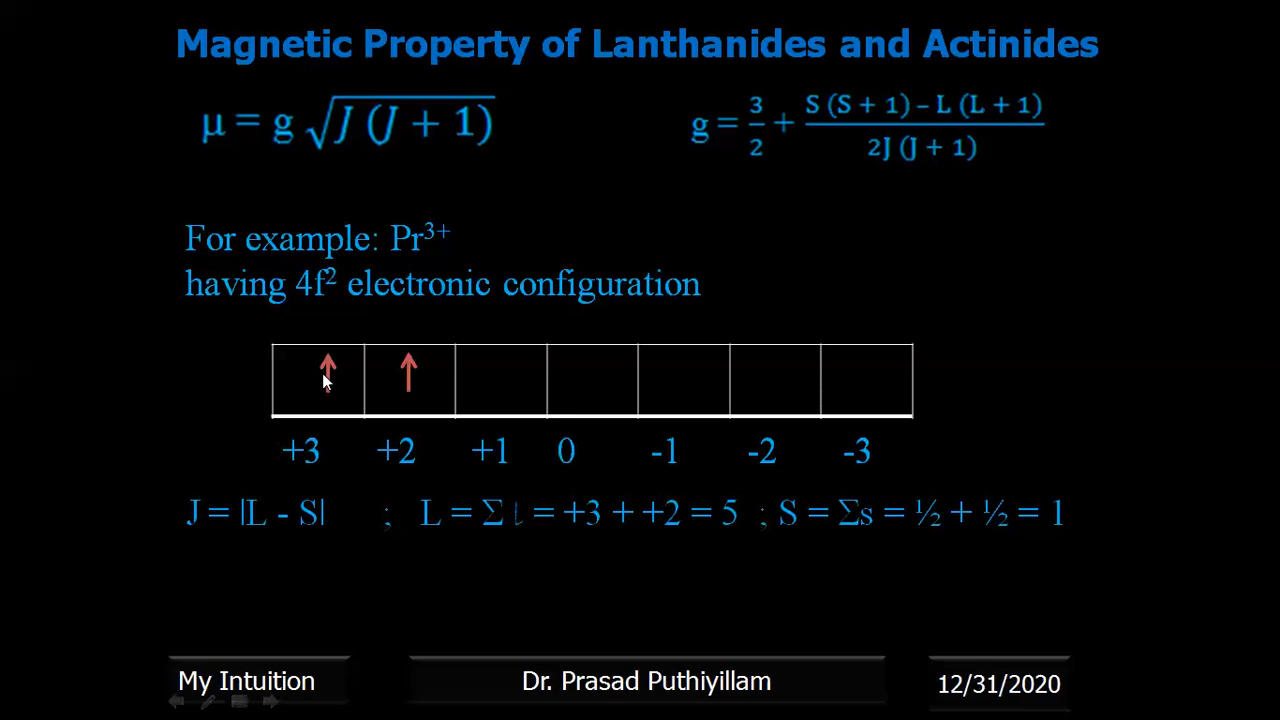 Magnetic Property of Lanthanides and Actinides
μ = g √J (J + 1)
g = 3/2 + S (S + 1) – L (L + 1) / 2J (J + 1)
For example: Pr³⁺
having 4f² electronic configuration
+3 +2 +1 0 -1 -2 -3
J = |L - S| ; L = Σ l = +3 + +2 = 5 ; S = Σs = ½ + ½ = 1
My Intuition Dr. Prasad Puthiyillam 12/31/2020